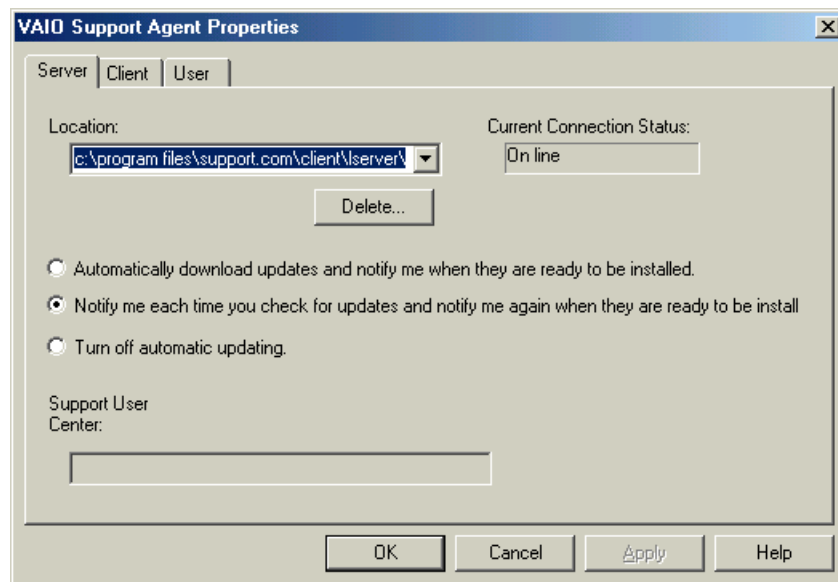 VAIO Support Agent Properties
Server Client User
Location: Current Connection Status:
c:\program files\support.com\client\lserver\ On line
Delete...
Automatically download updates and notify me when they are ready to be installed.
Notify me each time you check for updates and notify me again when they are ready to be install
Turn off automatic updating.
Support User
Center:
OK Cancel Apply Help